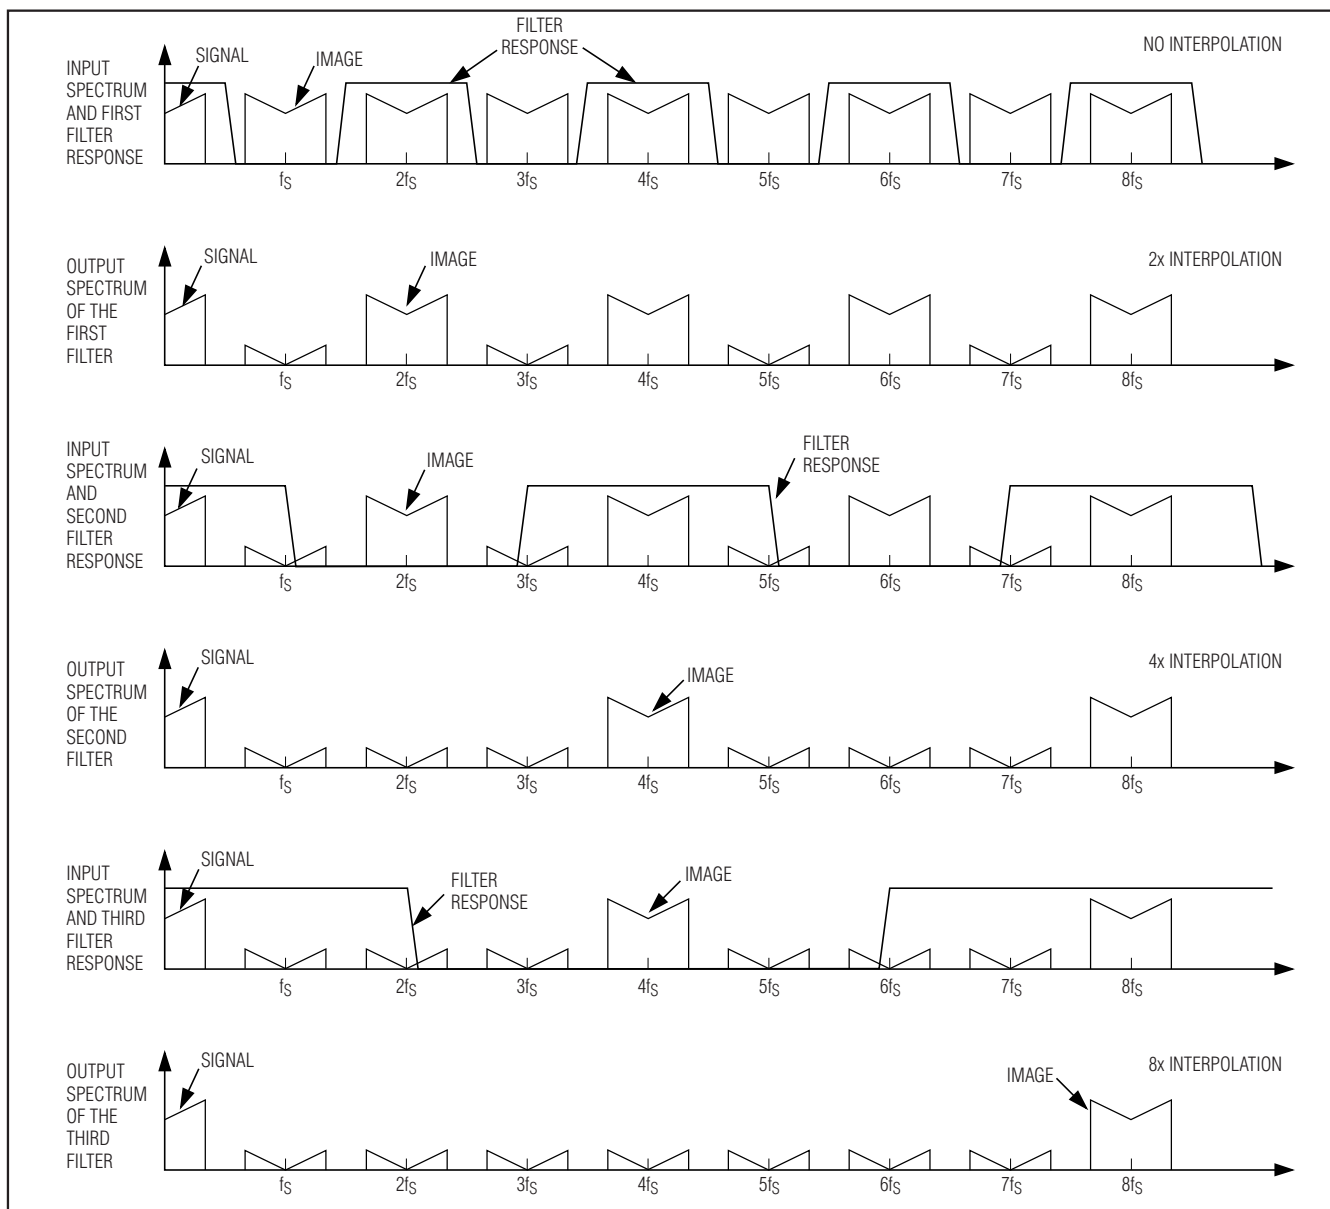 FILTER
RESPONSE
NO INTERPOLATION
SIGNAL
IMAGE
INPUT
SPECTRUM
AND FIRST
FILTER
RESPONSE
fS 2fS 3fS 4fS 5fS 6fS 7fS 8fS
SIGNAL
IMAGE
2x INTERPOLATION
OUTPUT
SPECTRUM
OF THE
FIRST
FILTER
fS 2fS 3fS 4fS 5fS 6fS 7fS 8fS
SIGNAL
IMAGE
FILTER
RESPONSE
INPUT
SPECTRUM
AND
SECOND
FILTER
RESPONSE
fS 2fS 3fS 4fS 5fS 6fS 7fS 8fS
SIGNAL
IMAGE
4x INTERPOLATION
OUTPUT
SPECTRUM
OF THE
SECOND
FILTER
fS 2fS 3fS 4fS 5fS 6fS 7fS 8fS
SIGNAL
FILTER
RESPONSE
IMAGE
INPUT
SPECTRUM
AND THIRD
FILTER
RESPONSE
fS 2fS 3fS 4fS 5fS 6fS 7fS 8fS
SIGNAL
IMAGE
8x INTERPOLATION
OUTPUT
SPECTRUM
OF THE
THIRD
FILTER
fS 2fS 3fS 4fS 5fS 6fS 7fS 8fS